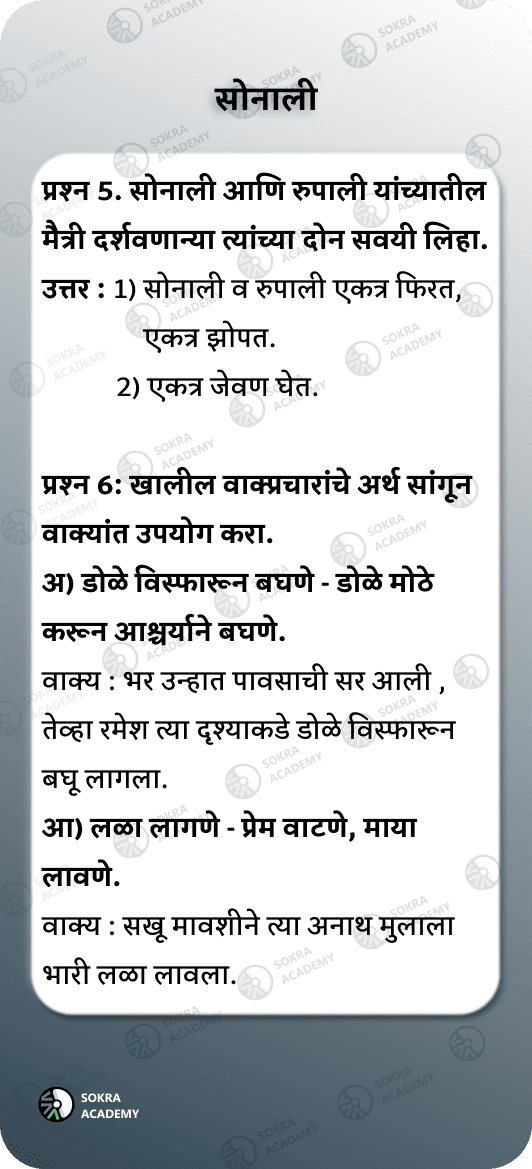 सोनाली
प्रश्न 5. सोनाली आणि रुपाली यांच्यातील
मैत्री दर्शवणान्या त्यांच्या दोन सवयी लिहा.
उत्तर : 1) सोनाली व रुपाली एकत्र फिरत,
एकत्र झोपत.
2) एकत्र जेवण घेत.
प्रश्न 6: खालील वाक्प्रचारांचे अर्थ सांगून
वाक्यांत उपयोग करा.
अ) डोळे विस्फारून बघणे - डोळे मोठे
करून आश्चर्याने बघणे.
वाक्य : भर उन्हात पावसाची सर आली ,
तेव्हा रमेश त्या दृश्याकडे डोळे विस्फारून
बघू लागला.
आ) लळा लागणे - प्रेम वाटणे, माया
लावणे.
वाक्य : सखू मावशीने त्या अनाथ मुलाला
भारी लळा लावला.
SOKRA
ACADEMY